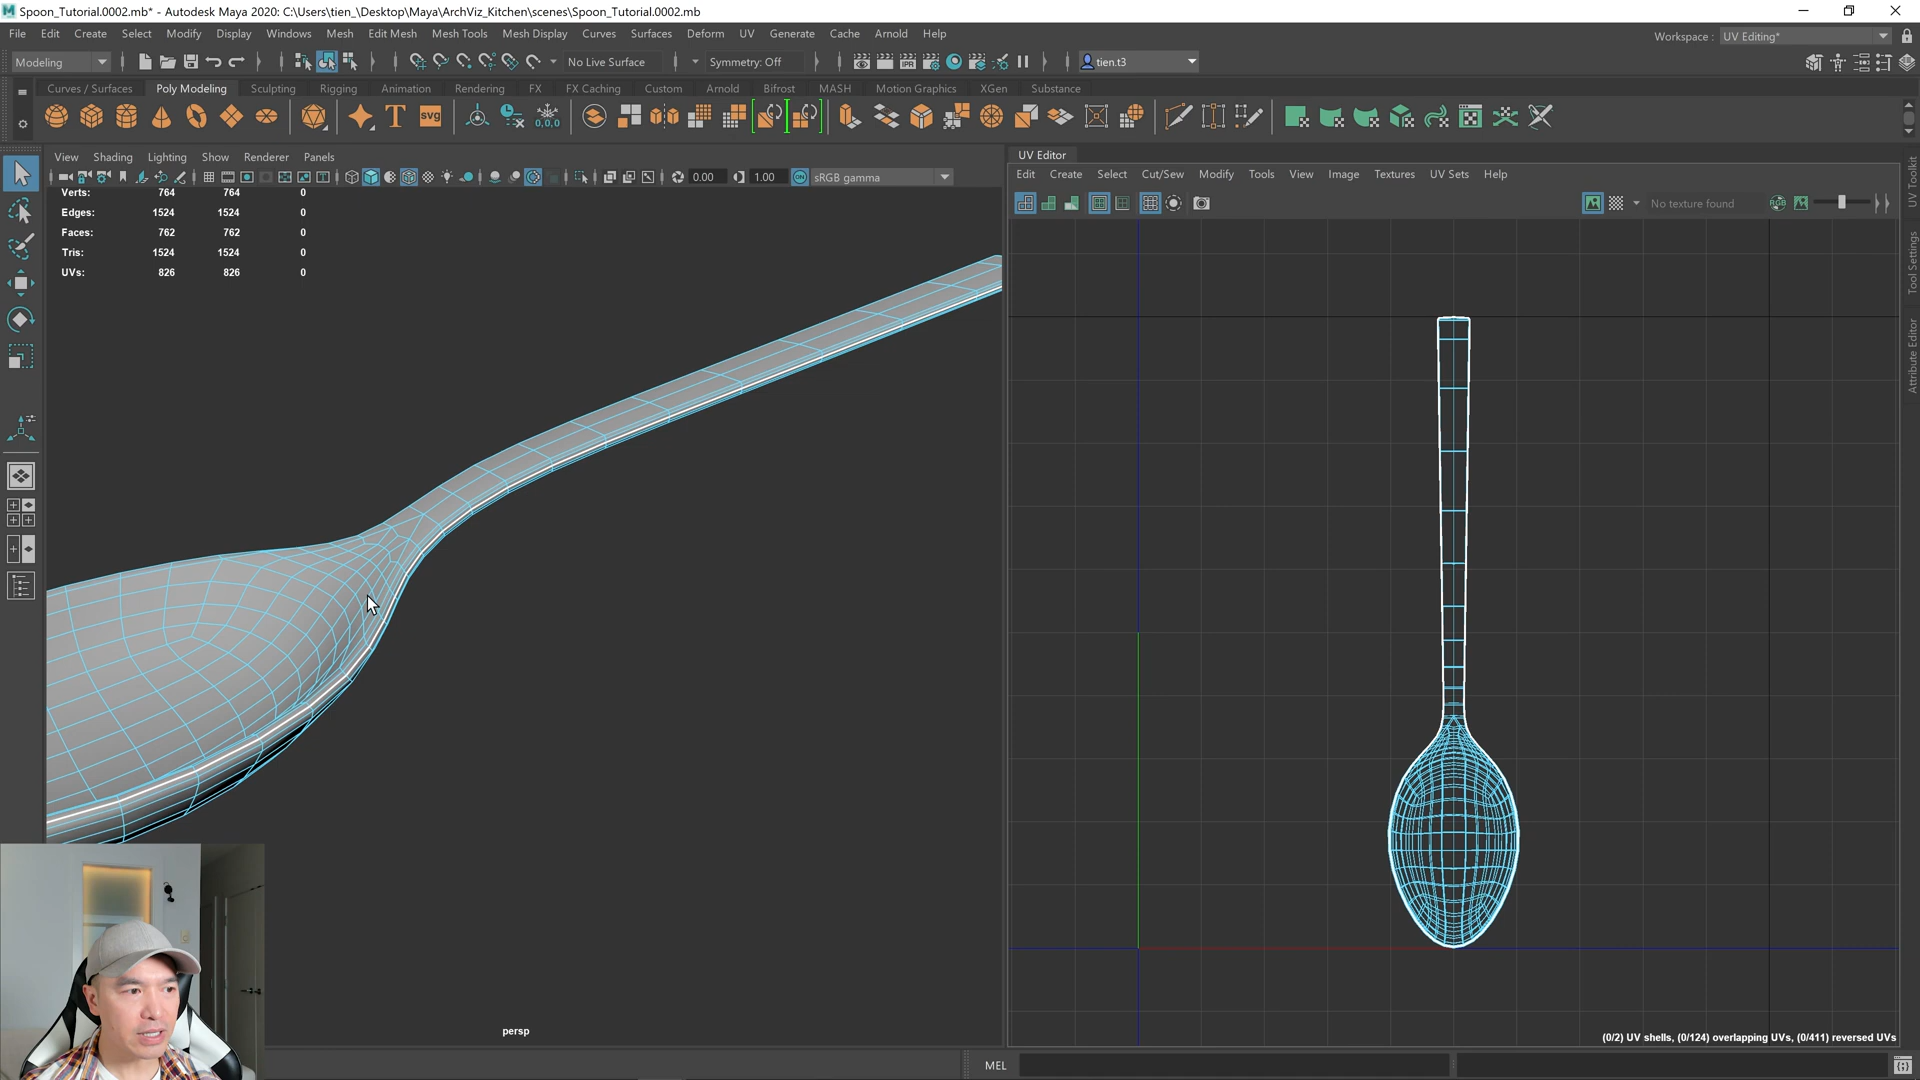 Spoon_Tutorial.0002.mb* - Autodesk Maya 2020: C:\Users\tien_\Desktop\Maya\ArchViz_Kitchen\scenes\Spoon_Tutorial.0002.mb
File Edit Create Select Modify Display Windows Mesh Edit Mesh Mesh Tools Mesh Display Curves Surfaces Deform UV Generate Cache Arnold Help
Workspace : UV Editing*
Modeling No Live Surface Symmetry: Off tien.t3
Curves / Surfaces Poly Modeling Sculpting Rigging Animation Rendering FX FX Caching Custom Arnold Bifrost MASH Motion Graphics XGen Substance
T svg 0,0,0
View Shading Lighting Show Renderer Panels
0.00 1.00 ON sRGB gamma
Verts: 764 764 0
Edges: 1524 1524 0
Faces: 762 762 0
Tris: 1524 1524 0
UVs: 826 826 0
persp
UV Editor
Edit Create Select Cut/Sew Modify Tools View Image Textures UV Sets Help
No texture found RGB
UV Toolkit
Tool Settings
Attribute Editor
(0/2) UV shells, (0/124) overlapping UVs, (0/411) reversed UVs
MEL